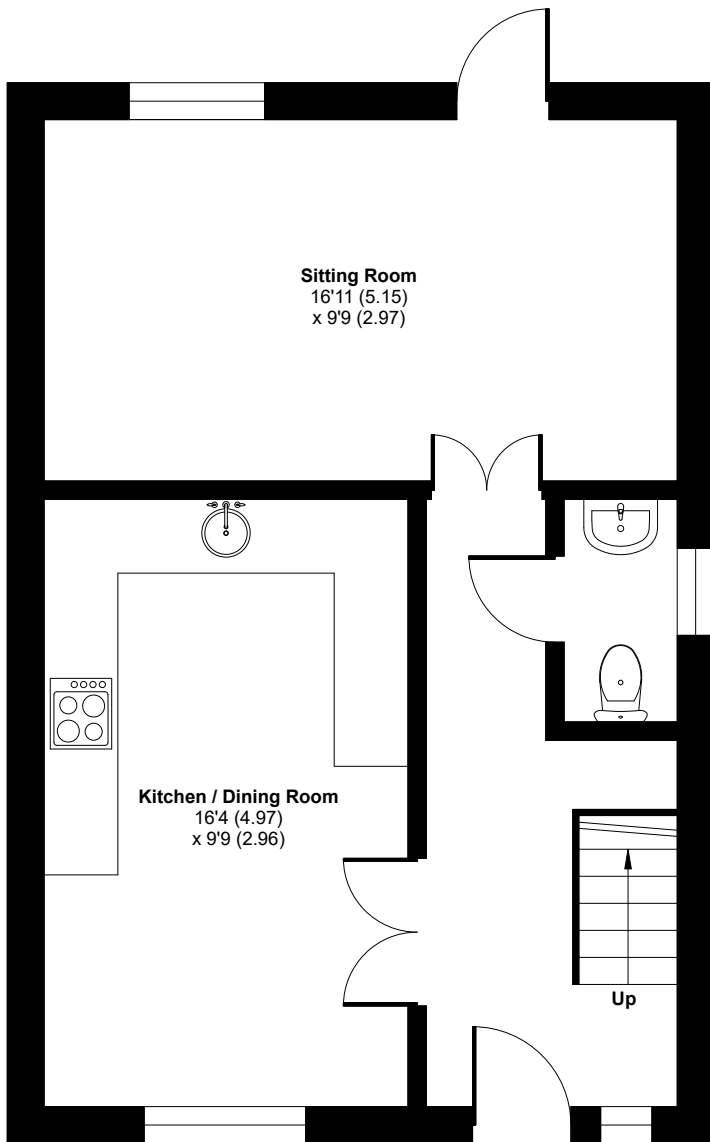 Sitting Room
16'11 (5.15)
x 9'9 (2.97)
Kitchen / Dining Room
16'4 (4.97)
x 9'9 (2.96)
Up